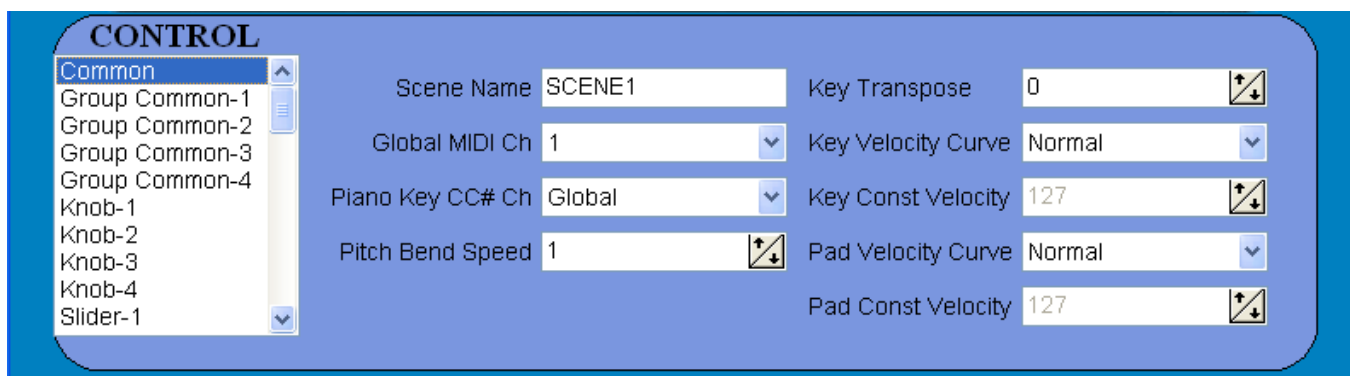 CONTROL
Common
Group Common-1
Group Common-2
Group Common-3
Group Common-4
Knob-1
Knob-2
Knob-3
Knob-4
Slider-1
Scene Name SCENE1
Global MIDI Ch 1
Piano Key CC# Ch Global
Pitch Bend Speed 1
Key Transpose 0
Key Velocity Curve Normal
Key Const Velocity 127
Pad Velocity Curve Normal
Pad Const Velocity 127